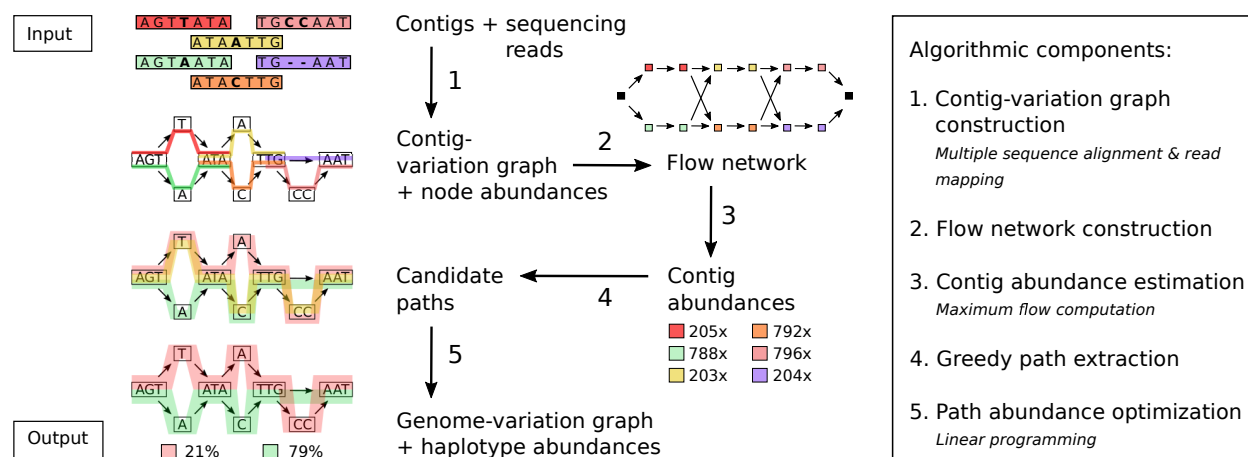 Input
AGTTATA TGCCAAT
ATAATTG
AGTAATA TG--AAT
ATACTTG
Contigs + sequencing
reads
1
T A
AGT ATA TTG AAT
A C CC
Contig-
variation graph
+ node abundances
2
Flow network
3
T A
AGT ATA TTG AAT
A C CC
Candidate
paths
4
Contig
abundances
205x 792x
788x 796x
203x 204x
5
T A
AGT ATA TTG AAT
A C CC
21% 79%
Genome-variation graph
+ haplotype abundances
Output
Algorithmic components:
1. Contig-variation graph
construction
Multiple sequence alignment & read
mapping
2. Flow network construction
3. Contig abundance estimation
Maximum flow computation
4. Greedy path extraction
5. Path abundance optimization
Linear programming